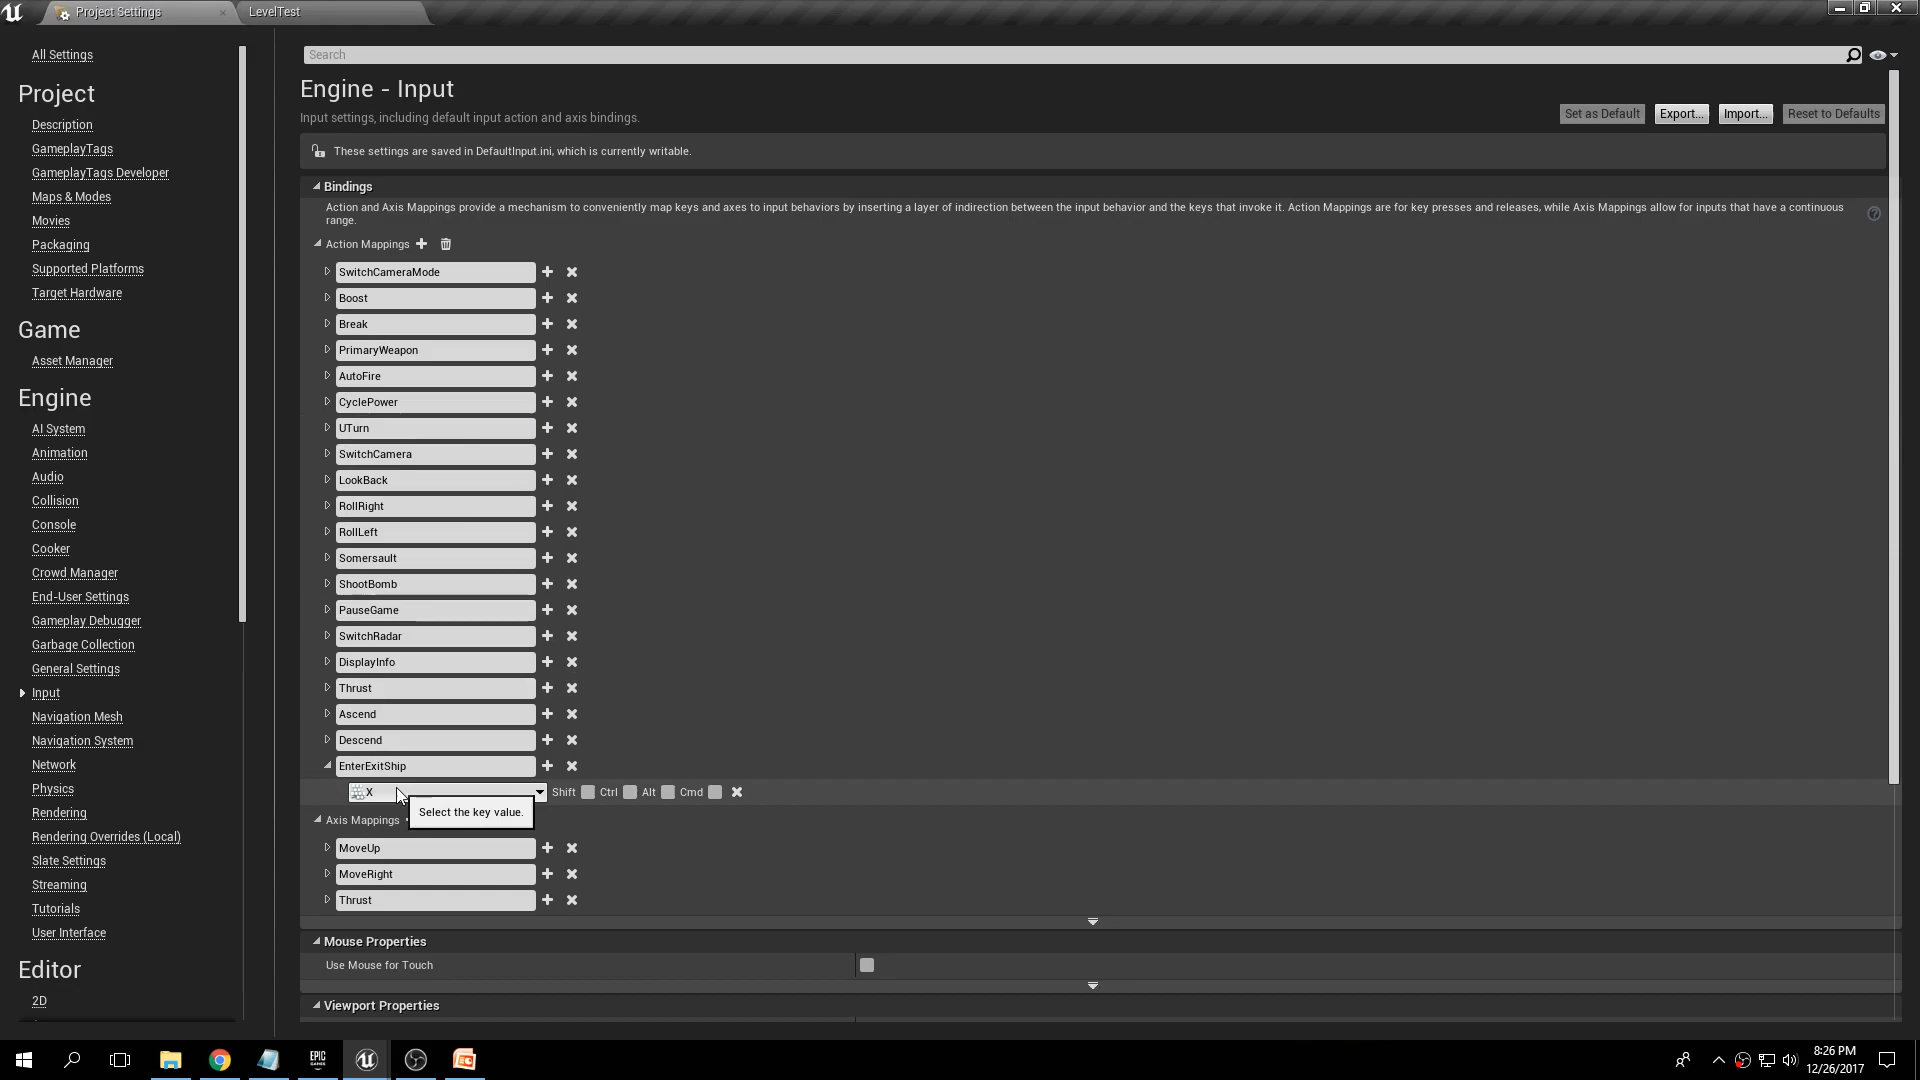 Project Settings
LevelTest
All Settings
Project
Description
GameplayTags
GameplayTags Developer
Maps & Modes
Movies
Packaging
Supported Platforms
Target Hardware
Game
Asset Manager
Engine
AI System
Animation
Audio
Collision
Console
Cooker
Crowd Manager
End-User Settings
Gameplay Debugger
Garbage Collection
General Settings
Input
Navigation Mesh
Navigation System
Network
Physics
Rendering
Rendering Overrides (Local)
Slate Settings
Streaming
Tutorials
User Interface
Editor
2D
Search
Engine - Input
Input settings, including default input action and axis bindings.
Set as Default
Export...
Import...
Reset to Defaults
These settings are saved in DefaultInput.ini, which is currently writable.
Bindings
Action and Axis Mappings provide a mechanism to conveniently map keys and axes to input behaviors by inserting a layer of indirection between the input behavior and the keys that invoke it. Action Mappings are for key presses and releases, while Axis Mappings allow for inputs that have a continuous
range.
Action Mappings
SwitchCameraMode
Boost
Break
PrimaryWeapon
AutoFire
CyclePower
UTurn
SwitchCamera
LookBack
RollRight
RollLeft
Somersault
ShootBomb
PauseGame
SwitchRadar
DisplayInfo
Thrust
Ascend
Descend
EnterExitShip
X Shift Ctrl Alt Cmd
Select the key value.
Axis Mappings
MoveUp
MoveRight
Thrust
Mouse Properties
Use Mouse for Touch
Viewport Properties
EPIC
GAMES
8:26 PM
12/26/2017